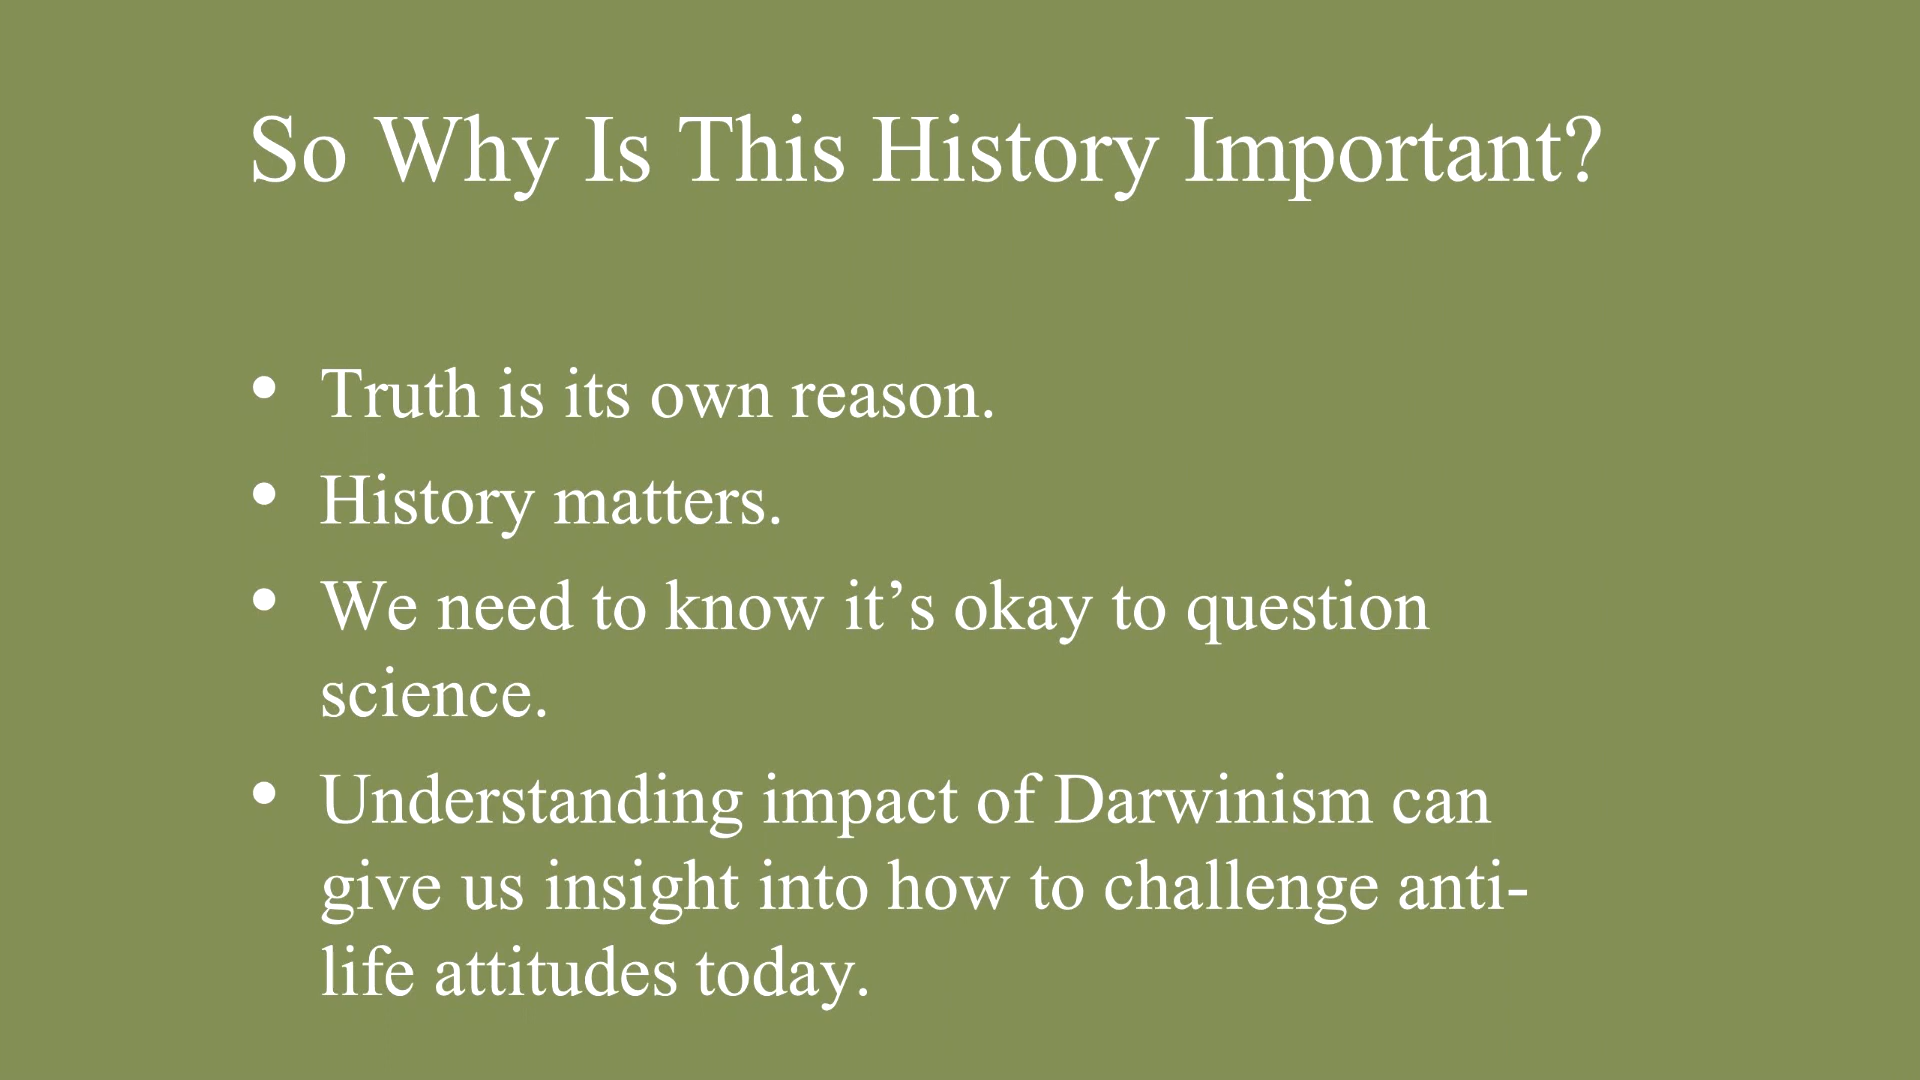 So Why Is This History Important?
• Truth is its own reason.
• History matters.
• We need to know it’s okay to question
science.
• Understanding impact of Darwinism can
give us insight into how to challenge anti-
life attitudes today.